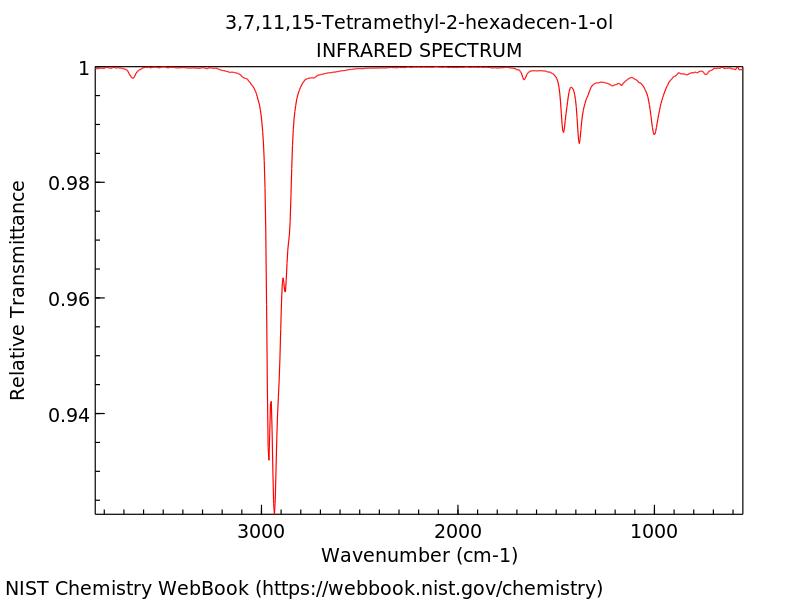 3,7,11,15-Tetramethyl-2-hexadecen-1-ol
INFRARED SPECTRUM
1
0.98
0.96
0.94
Relative Transmittance
3000 2000 1000
Wavenumber (cm-1)
NIST Chemistry WebBook (https://webbook.nist.gov/chemistry)